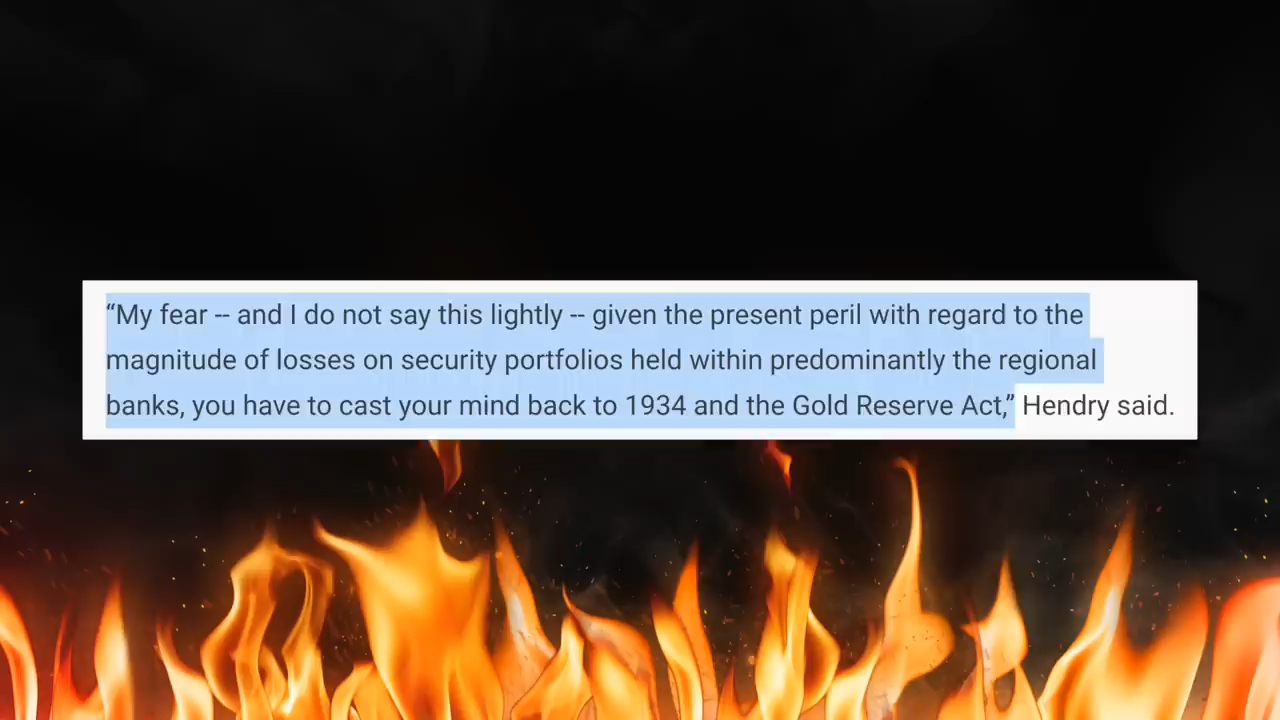 “My fear -- and I do not say this lightly -- given the present peril with regard to the
magnitude of losses on security portfolios held within predominantly the regional
banks, you have to cast your mind back to 1934 and the Gold Reserve Act,” Hendry said.